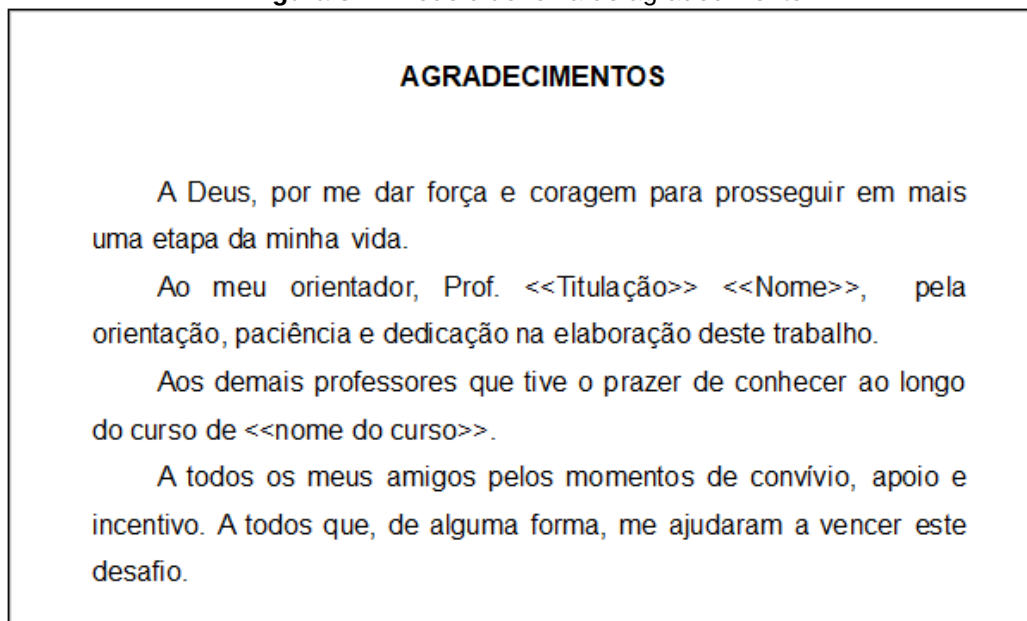 AGRADECIMENTOS
A Deus, por me dar força e coragem para prosseguir em mais
uma etapa da minha vida.
Ao meu orientador, Prof. <<Titulação>> <<Nome>>, pela
orientação, paciência e dedicação na elaboração deste trabalho.
Aos demais professores que tive o prazer de conhecer ao longo
do curso de <<nome do curso>>.
A todos os meus amigos pelos momentos de convívio, apoio e
incentivo. A todos que, de alguma forma, me ajudaram a vencer este
desafio.